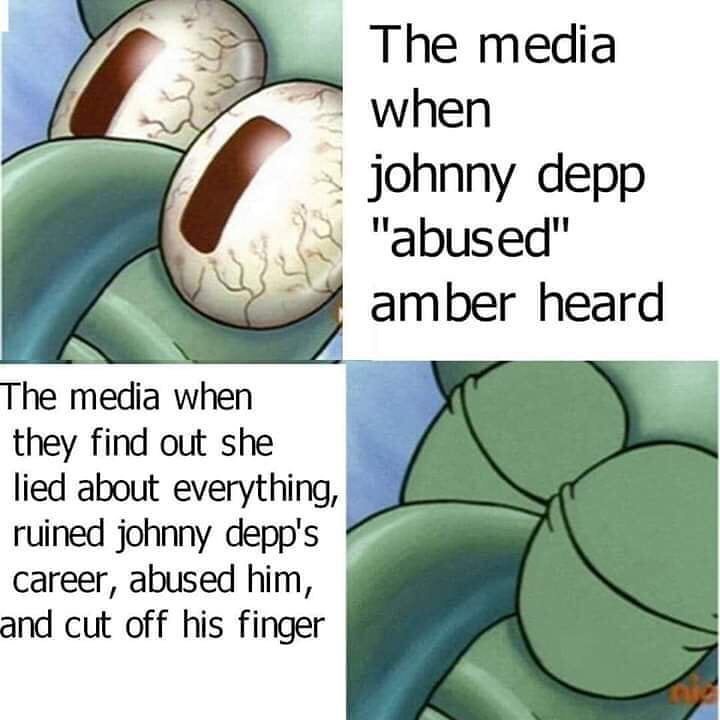 The media
when
johnny depp
"abused"
amber heard
The media when
they find out she
lied about everything,
ruined johnny depp's
career, abused him,
and cut off his finger
nic